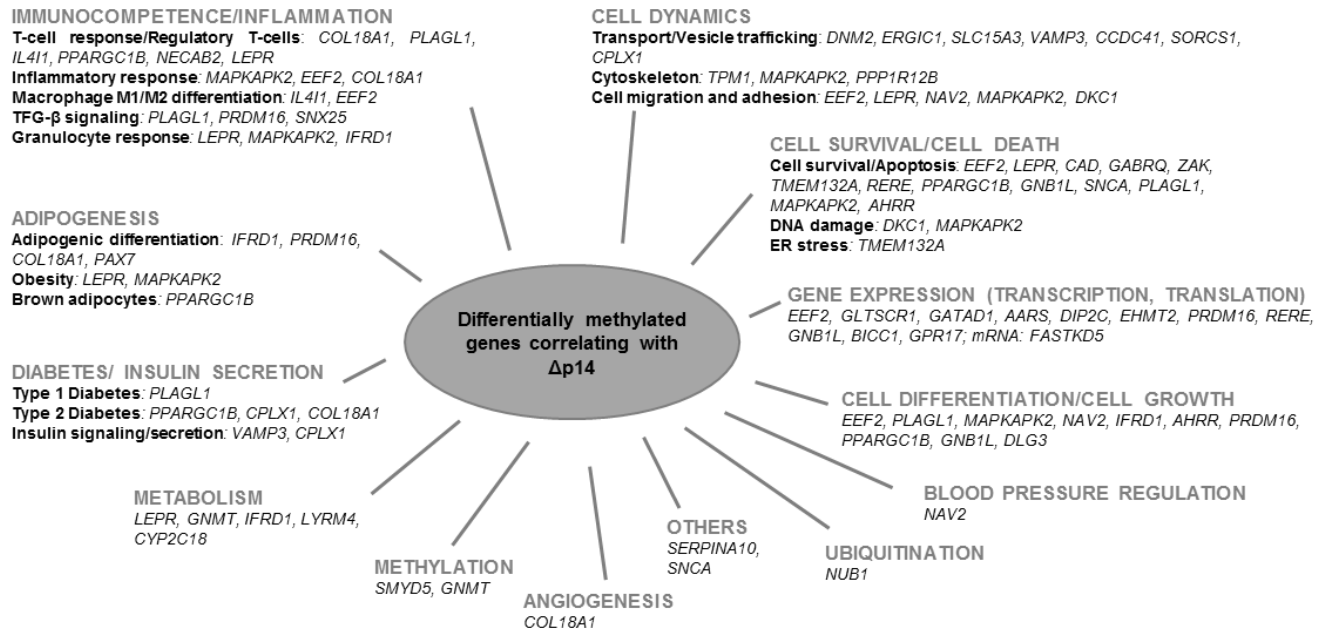 IMMUNOCOMPETENCE/INFLAMMATION
T-cell response/Regulatory T-cells: COL18A1, PLAGL1,
IL4I1, PPARGC1B, NECAB2, LEPR
Inflammatory response: MAPKAPK2, EEF2, COL18A1
Macrophage M1/M2 differentiation: IL4I1, EEF2
TFG-β signaling: PLAGL1, PRDM16, SNX25
Granulocyte response: LEPR, MAPKAPK2, IFRD1
CELL DYNAMICS
Transport/Vesicle trafficking: DNM2, ERGIC1, SLC15A3, VAMP3, CCDC41, SORCS1,
CPLX1
Cytoskeleton: TPM1, MAPKAPK2, PPP1R12B
Cell migration and adhesion: EEF2, LEPR, NAV2, MAPKAPK2, DKC1
CELL SURVIVAL/CELL DEATH
Cell survival/Apoptosis: EEF2, LEPR, CAD, GABRQ, ZAK,
TMEM132A, RERE, PPARGC1B, GNB1L, SNCA, PLAGL1,
MAPKAPK2, AHRR
DNA damage: DKC1, MAPKAPK2
ER stress: TMEM132A
ADIPOGENESIS
Adipogenic differentiation: IFRD1, PRDM16,
COL18A1, PAX7
Obesity: LEPR, MAPKAPK2
Brown adipocytes: PPARGC1B
GENE EXPRESSION (TRANSCRIPTION, TRANSLATION)
EEF2, GLTSCR1, GATAD1, AARS, DIP2C, EHMT2, PRDM16, RERE,
GNB1L, BICC1, GPR17; mRNA: FASTKD5
Differentially methylated
genes correlating with
Δp14
DIABETES/ INSULIN SECRETION
Type 1 Diabetes: PLAGL1
Type 2 Diabetes: PPARGC1B, CPLX1, COL18A1
Insulin signaling/secretion: VAMP3, CPLX1
CELL DIFFERENTIATION/CELL GROWTH
EEF2, PLAGL1, MAPKAPK2, NAV2, IFRD1, AHRR, PRDM16,
PPARGC1B, GNB1L, DLG3
METABOLISM
LEPR, GNMT, IFRD1, LYRM4,
CYP2C18
BLOOD PRESSURE REGULATION
NAV2
OTHERS
SERPINA10,
SNCA
UBIQUITINATION
NUB1
METHYLATION
SMYD5, GNMT
ANGIOGENESIS
COL18A1